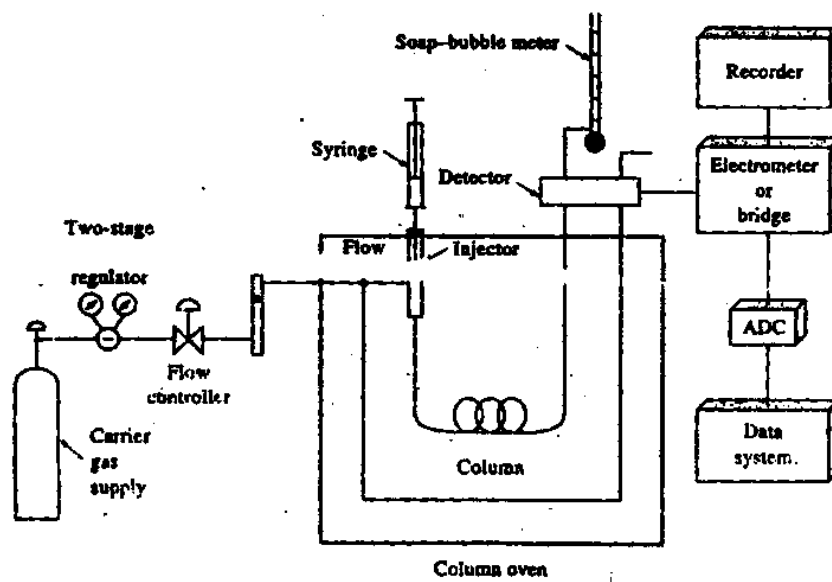 Soap-bubble meter
Recorder
Syringe
Detector
Electrometer
or
bridge
Two-stage
regulator
Flow
Injector
Flow
controller
ADC
Carrier
gas
supply
Column
Data
system.
Column oven